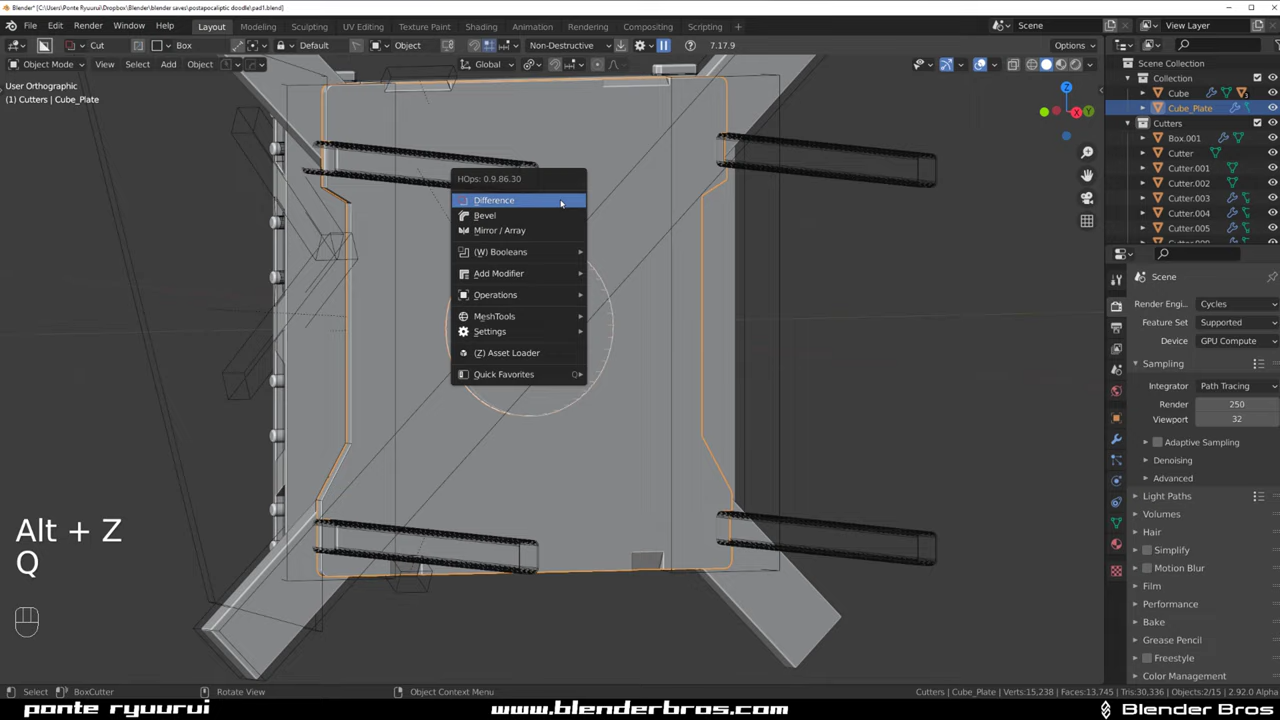 Blender* [C:\Users\Ponte Ryuurui\Dropbox\blender saves\postapocaliptic doodle\pad1.blend]
File Edit Render Window Help Layout Modeling Sculpting UV Editing Texture Paint Shading Animation Rendering Compositing Scripting + Scene View Layer
Cut Box Default Object Non-Destructive 7.17.9 Options
Object Mode View Select Add Object Global
User Orthographic
(1) Cutters | Cube_Plate
Scene Collection
Collection
Cube
Cube_Plate
Cutters
Box.001
Cutter
Cutter.001
Cutter.002
Cutter.003
Cutter.004
Cutter.005
Z
X
Y
HOps: 0.9.86.30
Difference
Bevel
Mirror / Array
(W) Booleans
Add Modifier
Operations
MeshTools
Settings
(Z) Asset Loader
Quick Favorites Q
Scene
Render Engi... Cycles
Feature Set Supported
Device GPU Compute
Sampling
Integrator Path Tracing
Render 250
Viewport 32
Adaptive Sampling
Denoising
Advanced
Light Paths
Volumes
Hair
Simplify
Motion Blur
Film
Performance
Bake
Grease Pencil
Freestyle
Color Management
Alt + Z
Q
Select BoxCutter Rotate View Object Context Menu Cutters | Cube_Plate | Verts:15,238 | Faces:13,745 | Tris:30,336 | Objects:2/15 | 2.92.0 Alpha
ponte ryuurui www.blenderbros.com Blender Bros